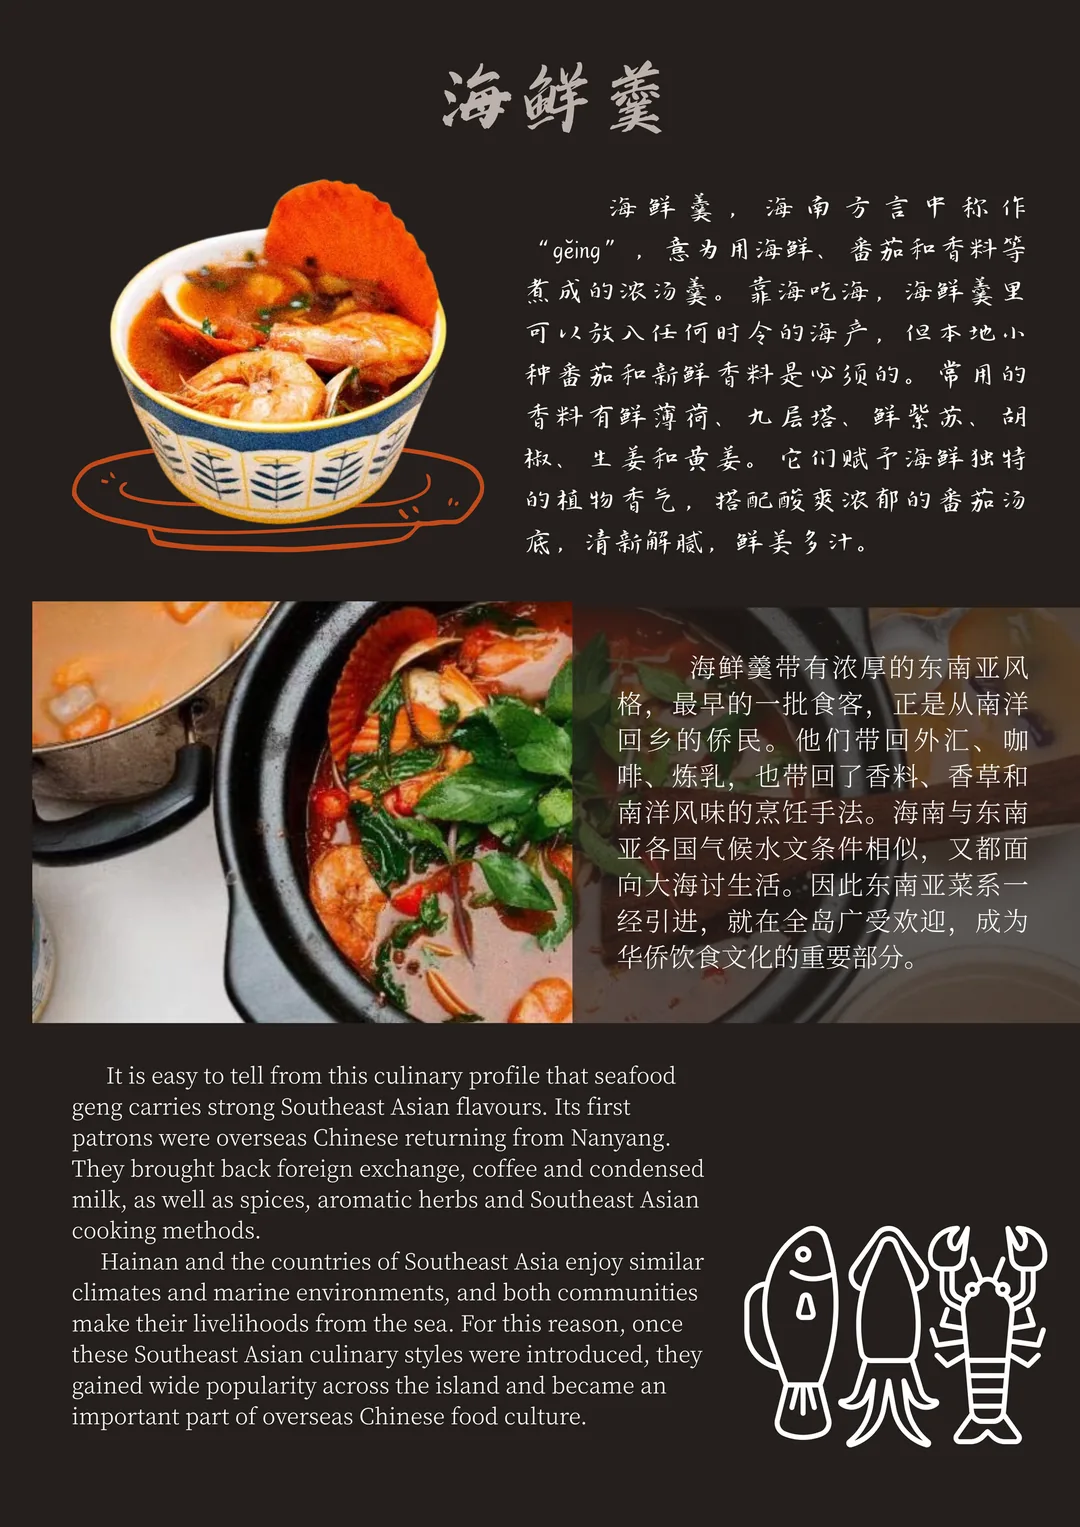 海鲜羹
海鲜羹，海南方言中称作
“gěing”，意为用海鲜、番茄和香料等
煮成的浓汤羹。靠海吃海，海鲜羹里
可以放入任何时令的海产，但本地小
种番茄和新鲜香料是必须的。常用的
香料有鲜薄荷、九层塔、鲜紫苏、胡
椒、生姜和黄姜。它们赋予海鲜独特
的植物香气，搭配酸爽浓郁的番茄汤
底，清新解腻，鲜美多汁。
海鲜羹带有浓厚的东南亚风
格，最早的一批食客，正是从南洋
回乡的侨民。他们带回外汇、咖
啡、炼乳，也带回了香料、香草和
南洋风味的烹饪手法。海南与东南
亚各国气候水文条件相似，又都面
向大海讨生活。因此东南亚菜系一
经引进，就在全岛广受欢迎，成为
华侨饮食文化的重要部分。
It is easy to tell from this culinary profile that seafood
geng carries strong Southeast Asian flavours. Its first
patrons were overseas Chinese returning from Nanyang.
They brought back foreign exchange, coffee and condensed
milk, as well as spices, aromatic herbs and Southeast Asian
cooking methods.
Hainan and the countries of Southeast Asia enjoy similar
climates and marine environments, and both communities
make their livelihoods from the sea. For this reason, once
these Southeast Asian culinary styles were introduced, they
gained wide popularity across the island and became an
important part of overseas Chinese food culture.